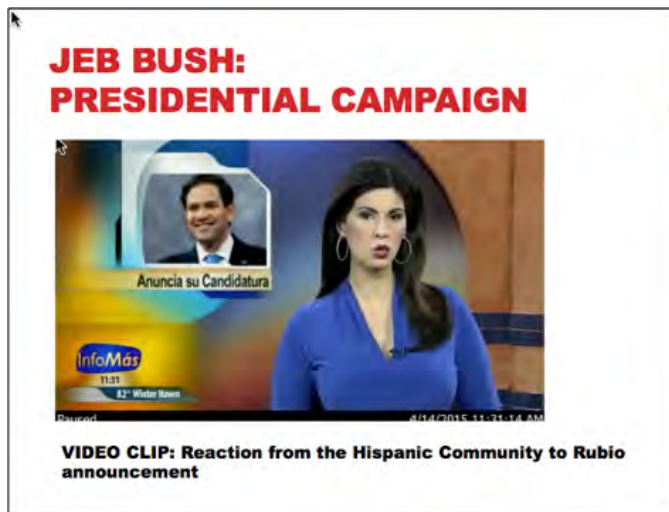 JEB BUSH:
PRESIDENTIAL CAMPAIGN
Anuncia su Candidatura
InfoMás
11:31
82° Winter Haven
Paused
4/14/2015 11:31:14 AM
VIDEO CLIP: Reaction from the Hispanic Community to Rubio
announcement